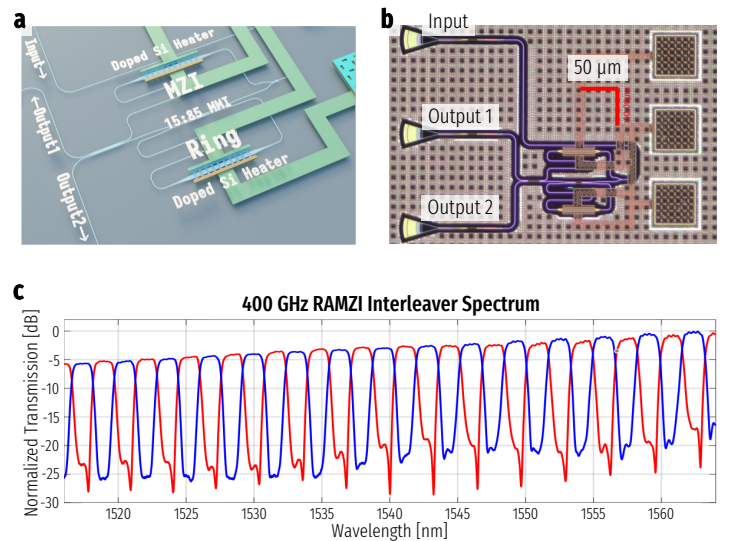 a
Input→
Doped Si Heater
MZI
15:85 MMI
←Output1
Ring
Output2→
Doped Si Heater
b
Input
50 µm
Output 1
Output 2
c
400 GHz RAMZI Interleaver Spectrum
Normalized Transmission [dB]
0
-5
-10
-15
-20
-25
-30
1520 1525 1530 1535 1540 1545 1550 1555 1560
Wavelength [nm]